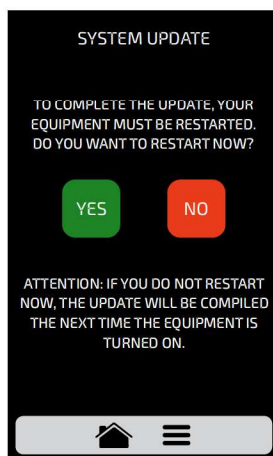 SYSTEM UPDATE
TO COMPLETE THE UPDATE, YOUR
EQUIPMENT MUST BE RESTARTED.
DO YOU WANT TO RESTART NOW?
YES
NO
ATTENTION: IF YOU DO NOT RESTART
NOW, THE UPDATE WILL BE COMPILED
THE NEXT TIME THE EQUIPMENT IS
TURNED ON.